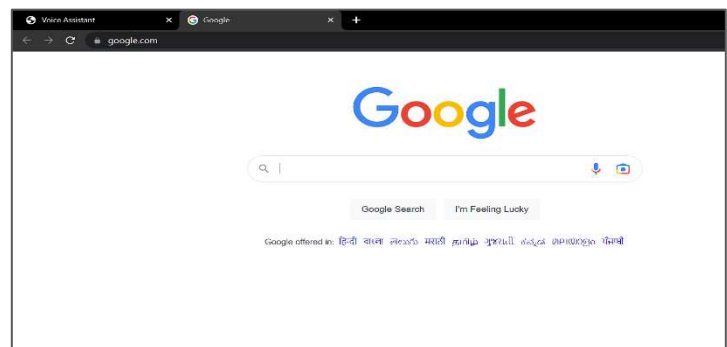 Voice Assistant Google
google.com
Google
Google Search I'm Feeling Lucky
Google offered in: हिन्दी বাংলা తెలుగు मराठी தமிழ் ગુજરાતી ಕನ್ನಡ മലയാളം ਪੰਜਾਬੀ